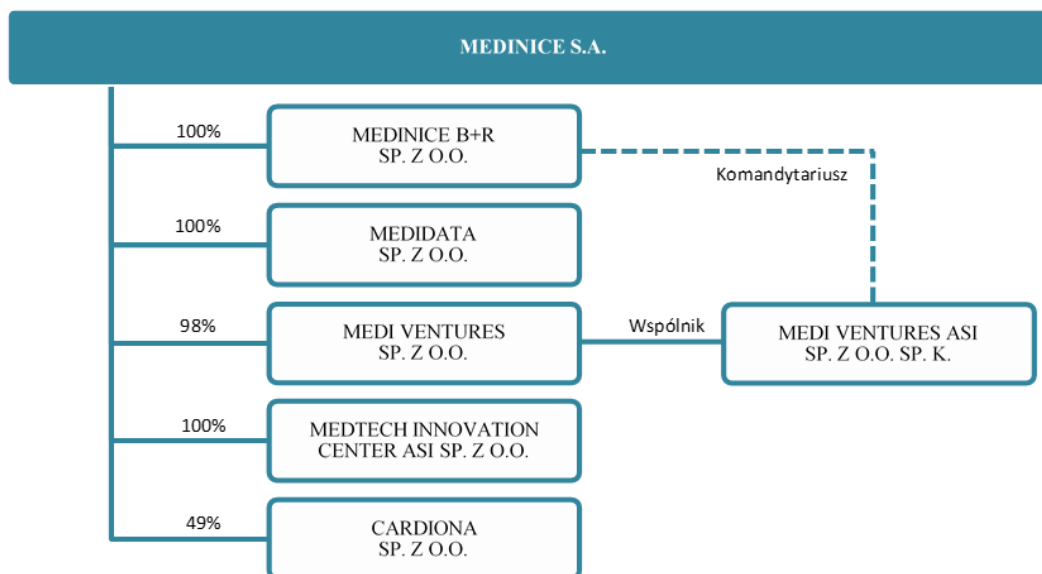 MEDINICE S.A.
100%
MEDINICE B+R
SP. Z O.O.
Komandytariusz
100%
MEDIDATA
SP. Z O.O.
98%
MEDI VENTURES
SP. Z O.O.
Wspólnik
MEDI VENTURES ASI
SP. Z O.O. SP. K.
100%
MEDTECH INNOVATION
CENTER ASI SP. Z O.O.
49%
CARDIONA
SP. Z O.O.